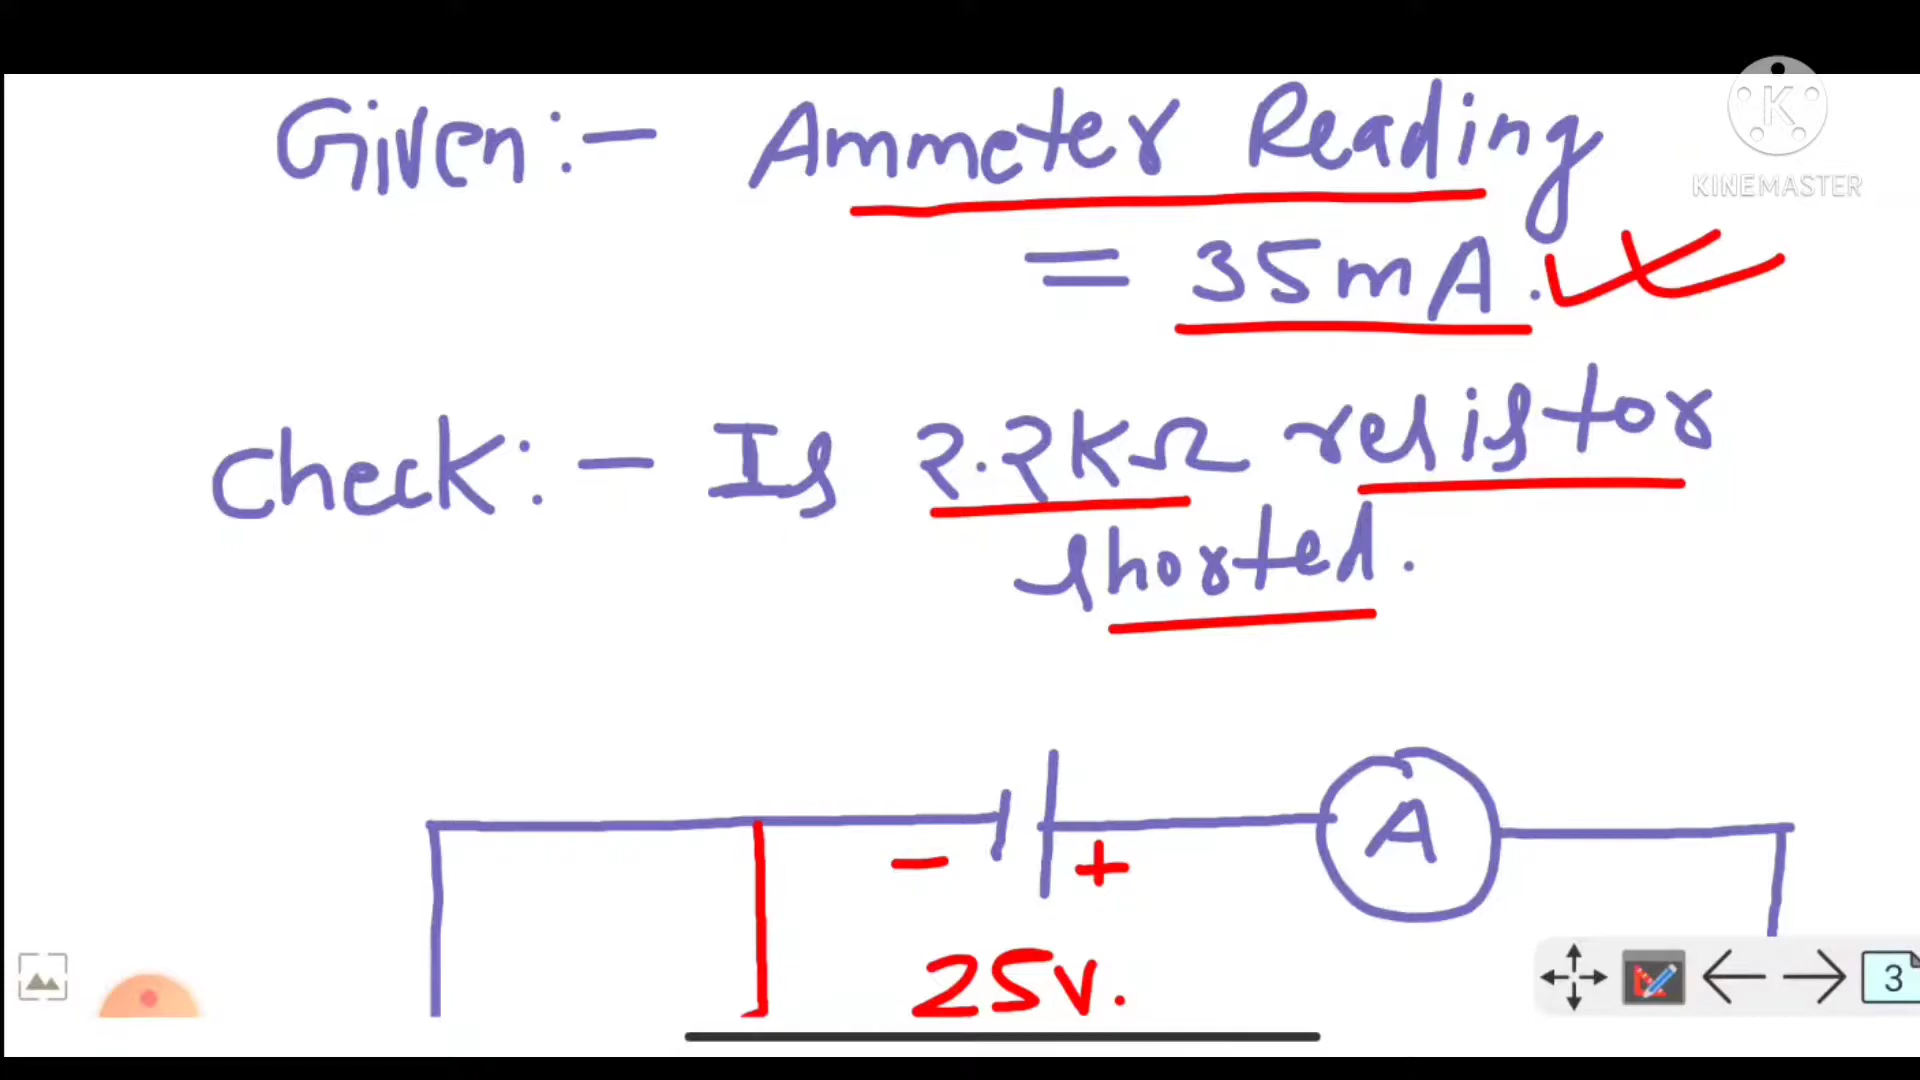 Given:- Ammeter Reading
= 35mA.
KINEMASTER
Check:- Is 2.2KΩ resistor
shorted.
A
- +
25V.
3